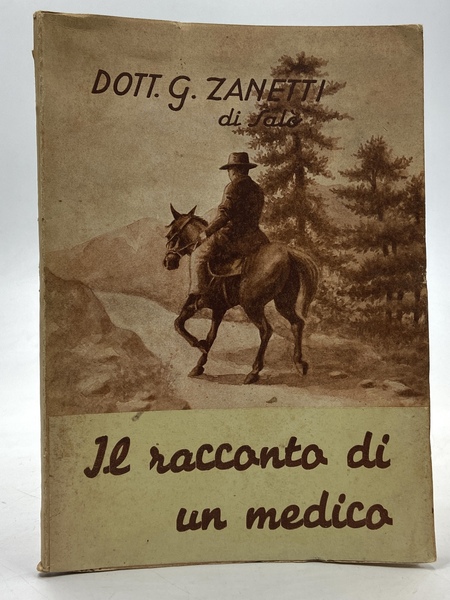 DOTT. G. ZANETTI
di Salò
Il racconto di
un medico